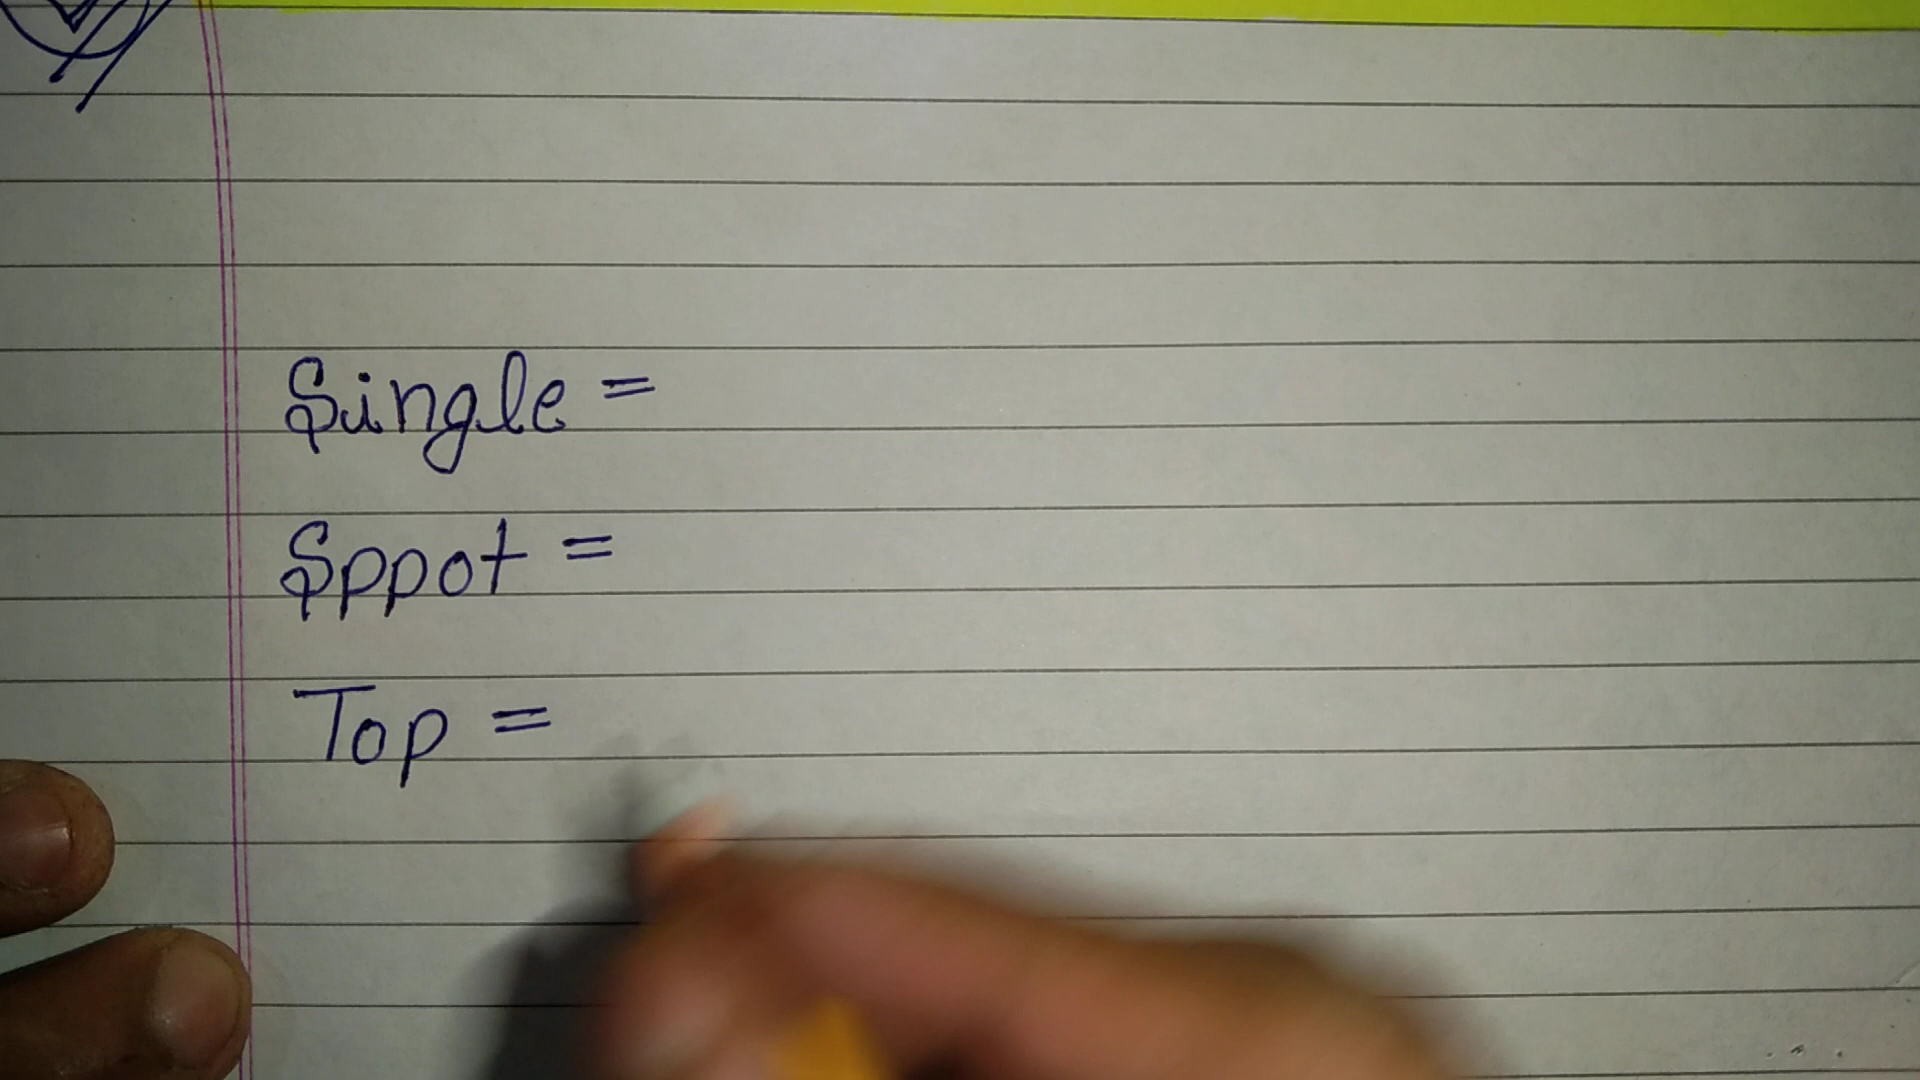 Single =
Sppot =
Top =